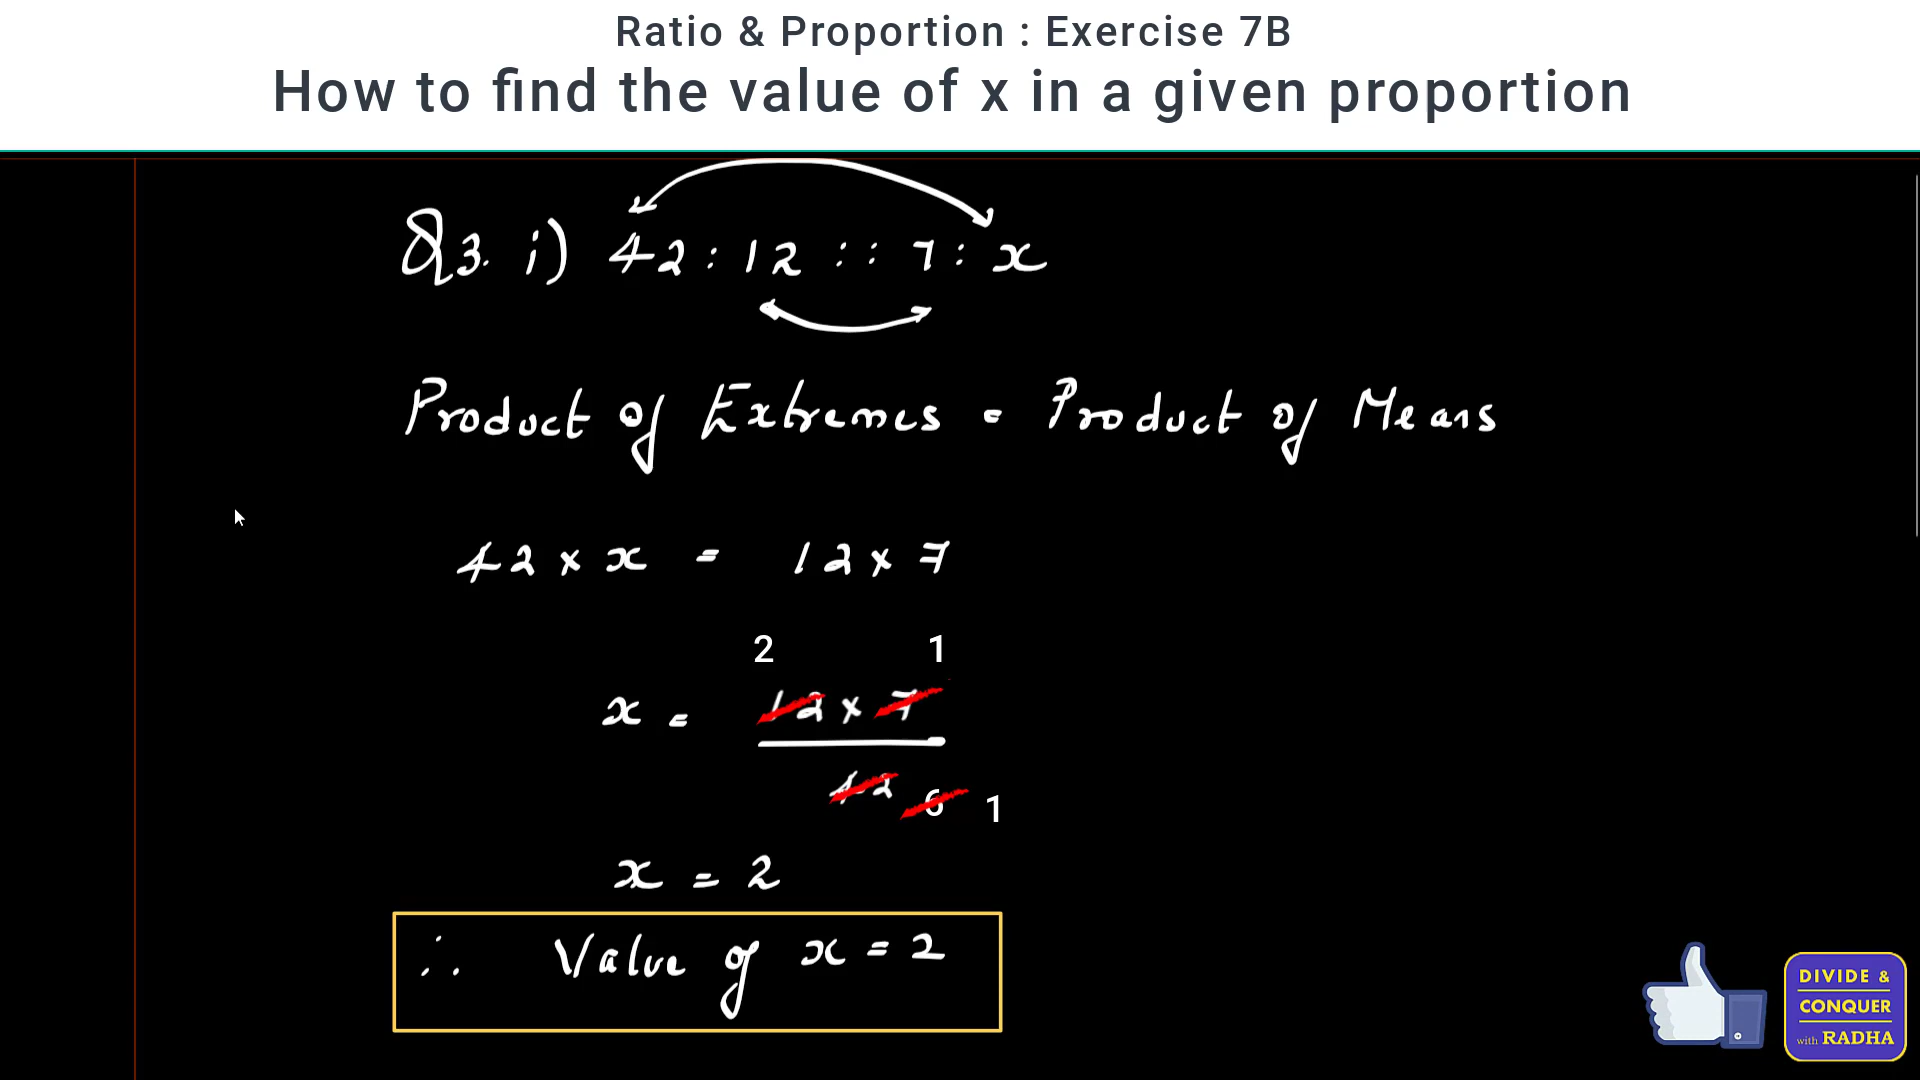 Ratio & Proportion : Exercise 7B
How to find the value of x in a given proportion
Q3. i) 42 : 12 :: 7 : x
Product of Extremes = Product of Means
42 × x = 12 × 7
2 1
x = 12 × 7
42 6 1
x = 2
∴ Value of x = 2
DIVIDE &
CONQUER
with RADHA